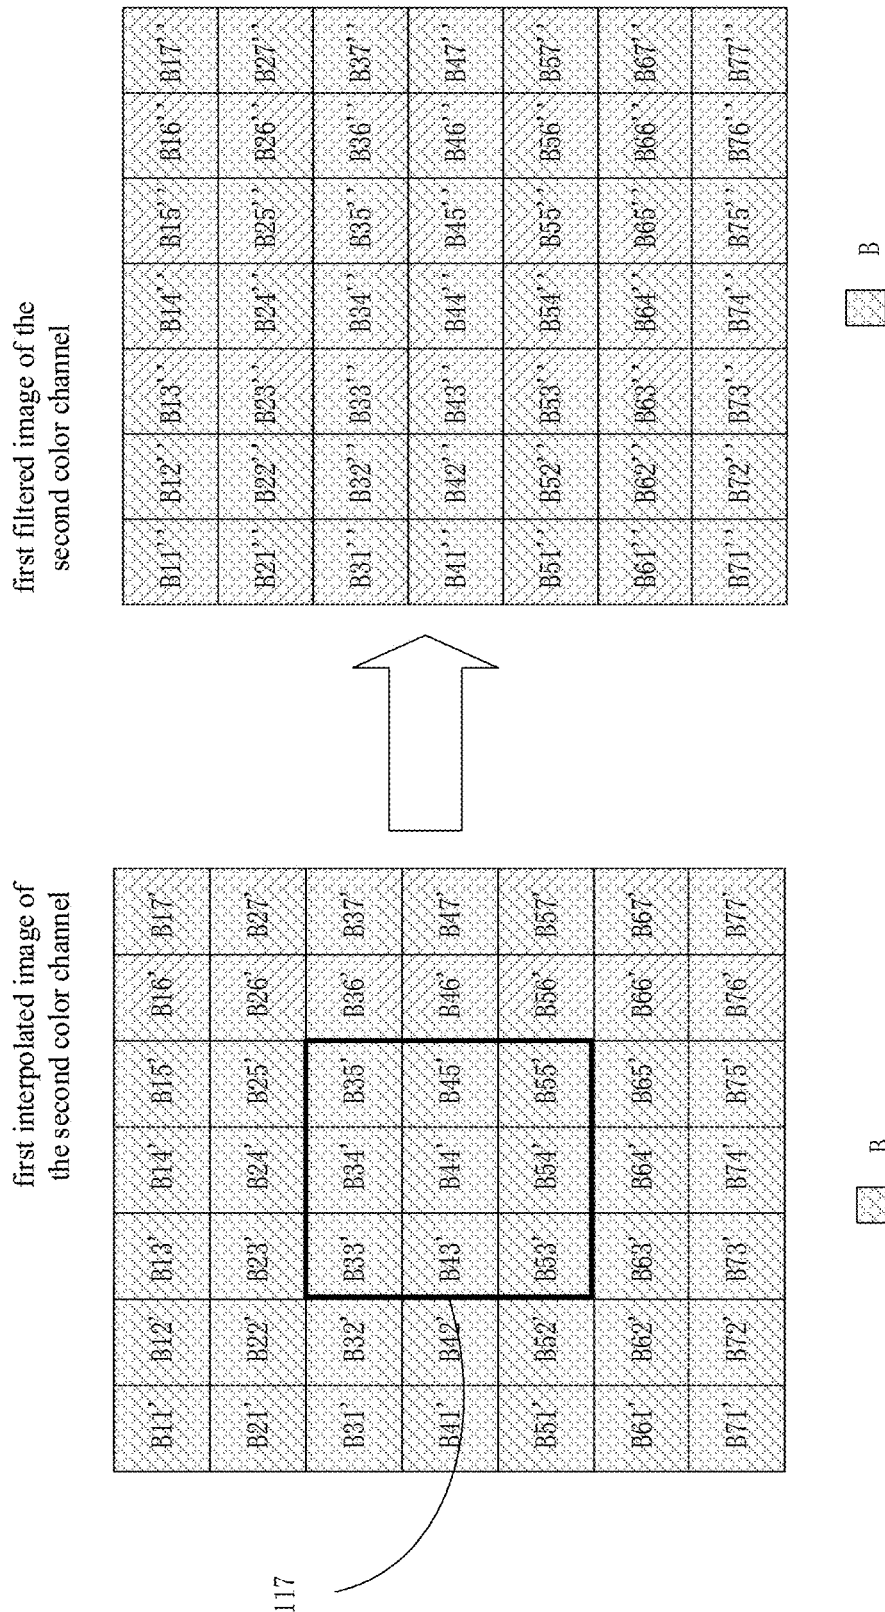 first interpolated image of
the second color channel
B11' B12' B13' B14' B15' B16' B17'
B21' B22' B23' B24' B25' B26' B27'
B31' B32' B33' B34' B35' B36' B37'
B41' B42' B43' B44' B45' B46' B47'
B51' B52' B53' B54' B55' B56' B57'
B61' B62' B63' B64' B65' B66' B67'
B71' B72' B73' B74' B75' B76' B77'
117
B
first filtered image of the
second color channel
B11'' B12'' B13'' B14'' B15'' B16'' B17''
B21'' B22'' B23'' B24'' B25'' B26'' B27''
B31'' B32'' B33'' B34'' B35'' B36'' B37''
B41'' B42'' B43'' B44'' B45'' B46'' B47''
B51'' B52'' B53'' B54'' B55'' B56'' B57''
B61'' B62'' B63'' B64'' B65'' B66'' B67''
B71'' B72'' B73'' B74'' B75'' B76'' B77''
B